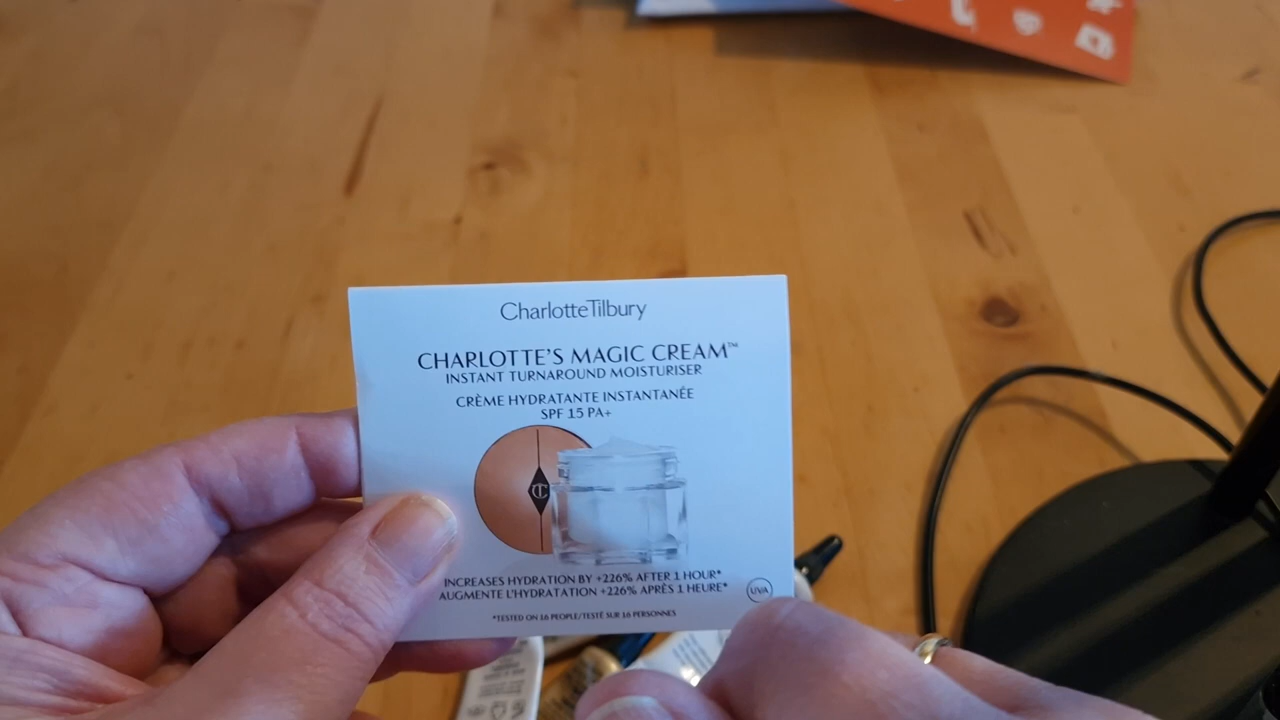 CharlotteTilbury
CHARLOTTE'S MAGIC CREAM™
INSTANT TURNAROUND MOISTURISER
CRÈME HYDRATANTE INSTANTANÉE
SPF 15 PA+
INCREASES HYDRATION BY +226% AFTER 1 HOUR*
AUGMENTE L'HYDRATATION +226% APRÈS 1 HEURE*
UVA
*TESTED ON 16 PEOPLE/TESTÉ SUR 16 PERSONNES